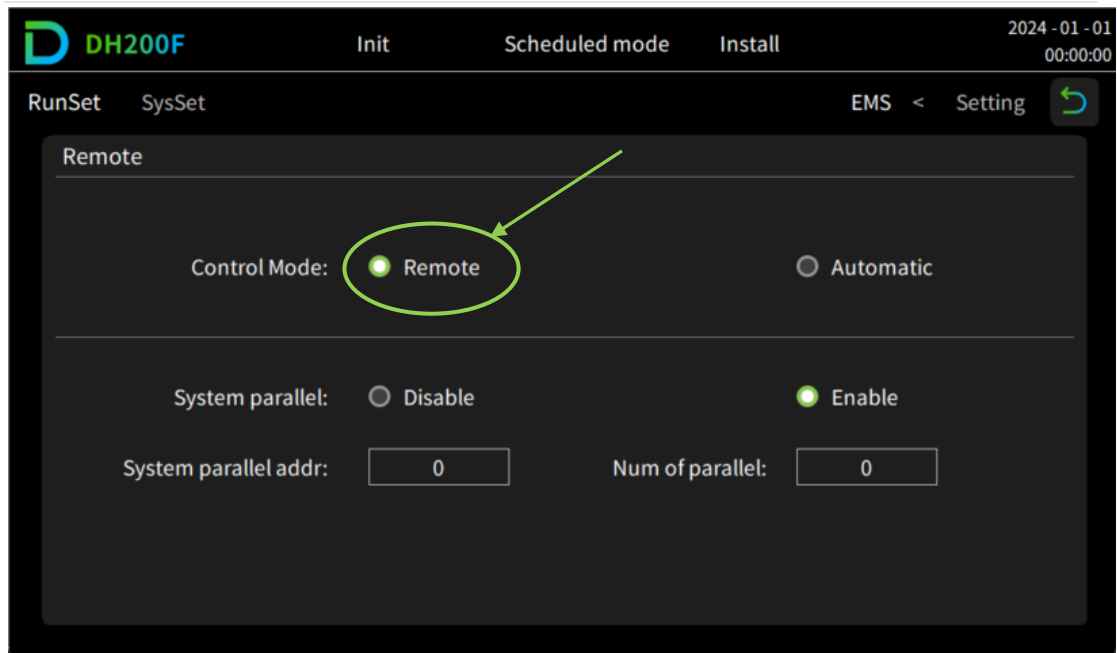 DH200F Init Scheduled mode Install 2024 - 01 - 01
00:00:00
RunSet SysSet EMS < Setting
Remote
Control Mode: Remote Automatic
System parallel: Disable Enable
System parallel addr: 0 Num of parallel: 0